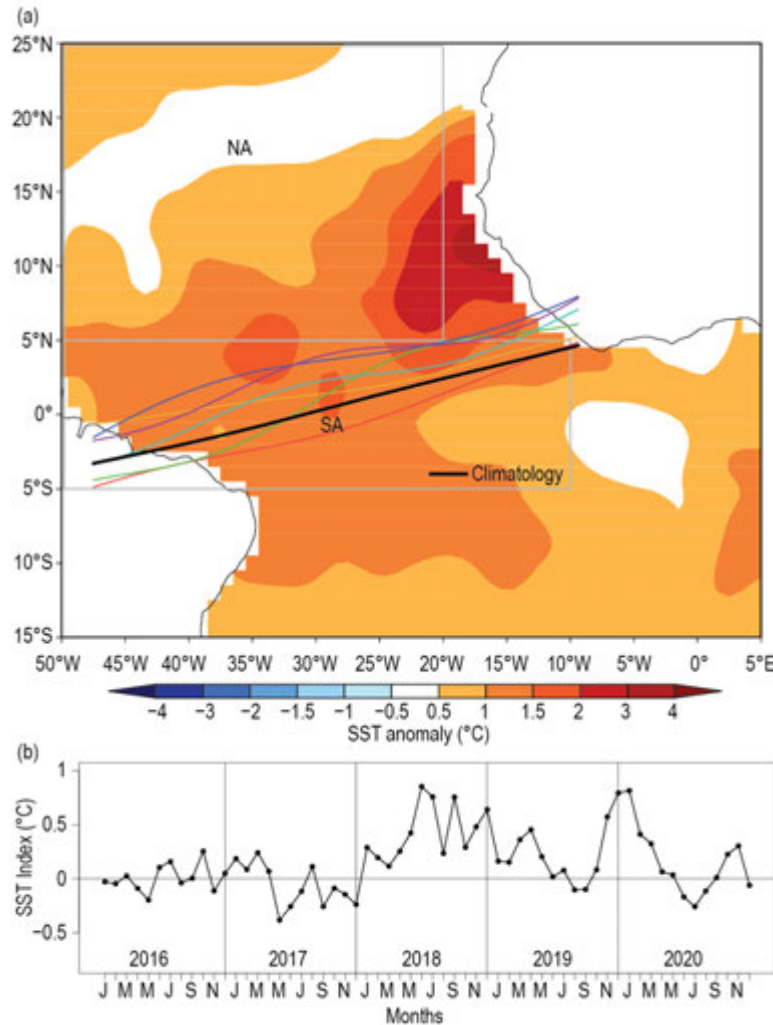 (a)
25°N
20°N
15°N
10°N
5°N
0°
5°S
10°S
15°S
NA
SA
Climatology
50°W 45°W 40°W 35°W 30°W 25°W 20°W 15°W 10°W 5°W 0° 5°E
−4 −3 −2 −1.5 −1 −0.5 0.5 1 1.5 2 3 4
SST anomaly (°C)
(b)
1
0.5
0
−0.5
SST Index (°C)
2016 2017 2018 2019 2020
J M M J S N J M M J S N J M M J S N J M M J S N J M M J S N
Months